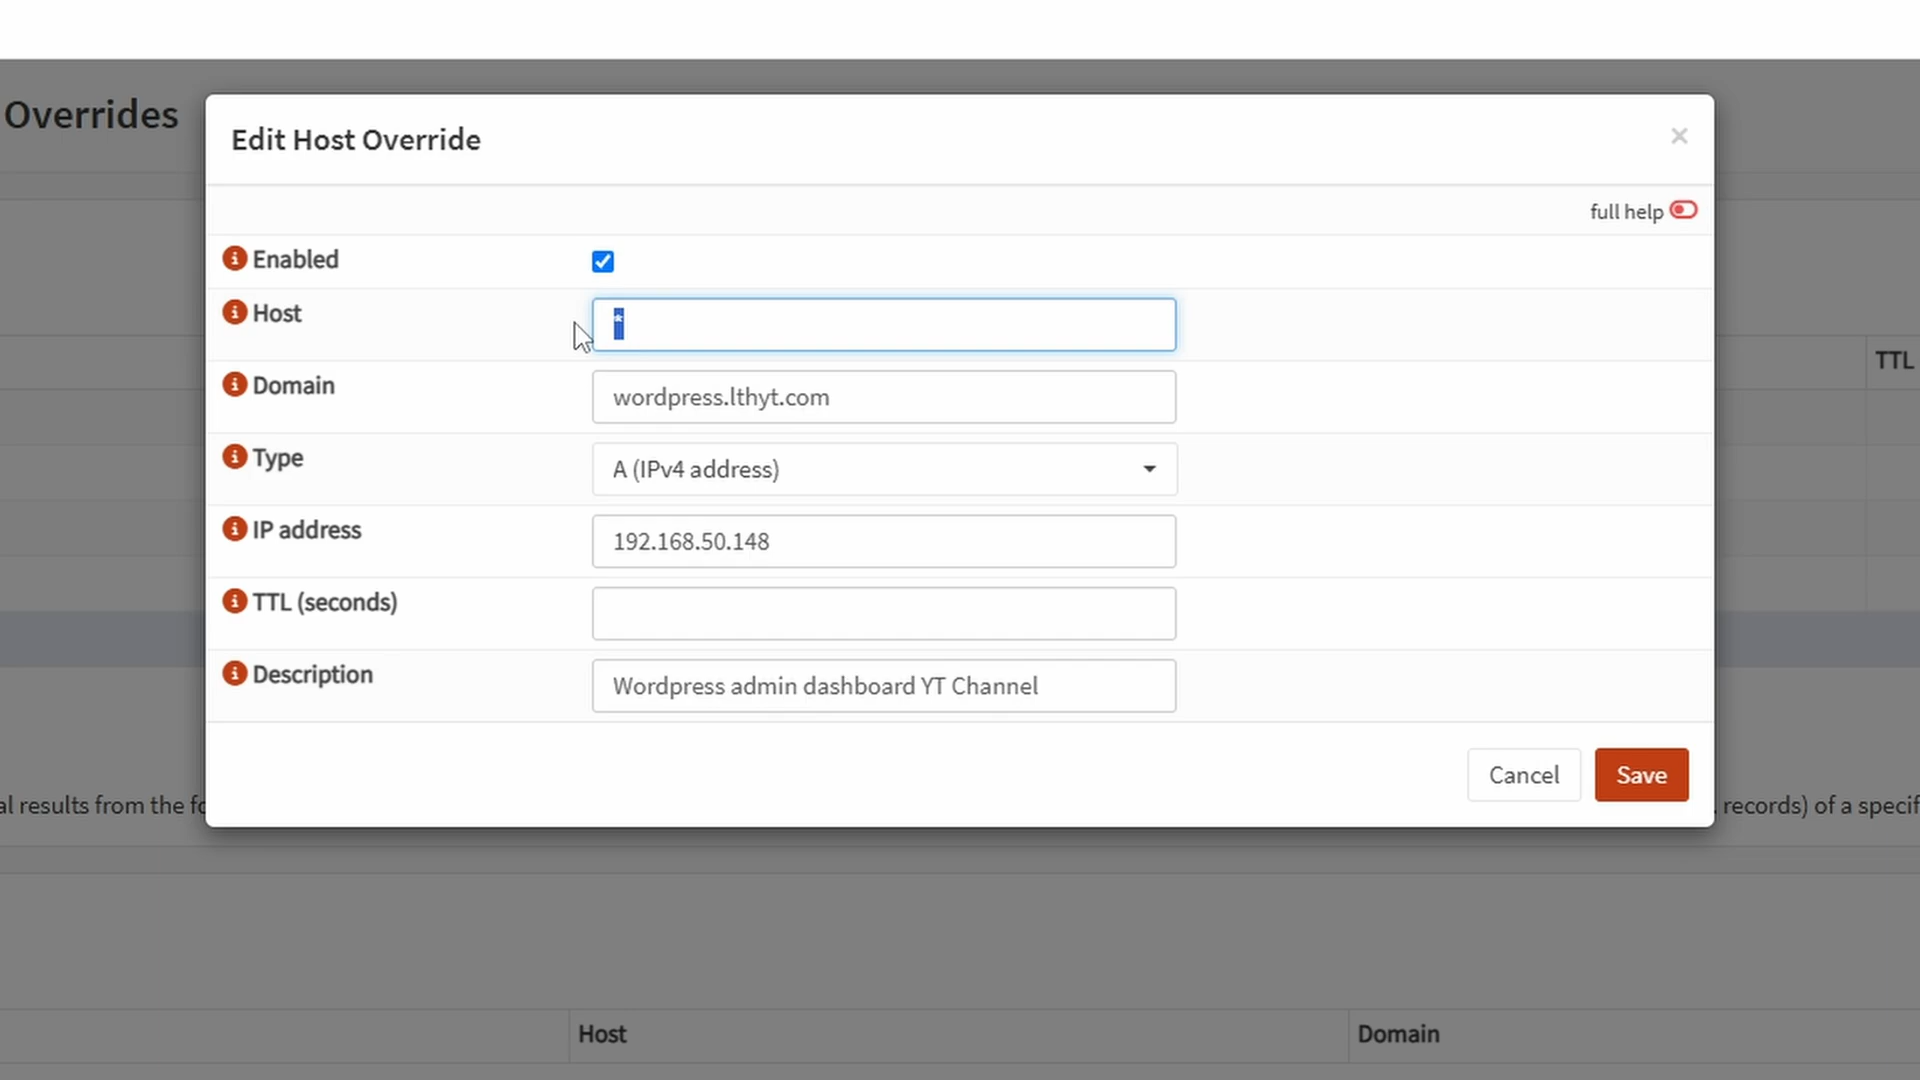 Overrides
Edit Host Override
×
full help
Enabled
Host
*
Domain
wordpress.lthyt.com
TTL
Type
A (IPv4 address)
IP address
192.168.50.148
TTL (seconds)
Description
Wordpress admin dashboard YT Channel
Cancel
Save
al results from the fo
. records) of a specif
Host
Domain